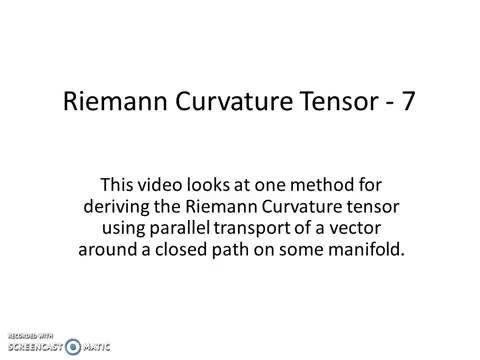 Riemann Curvature Tensor - 7
This video looks at one method for
deriving the Riemann Curvature tensor
using parallel transport of a vector
around a closed path on some manifold.
RECORDED WITH
SCREENCAST MATIC